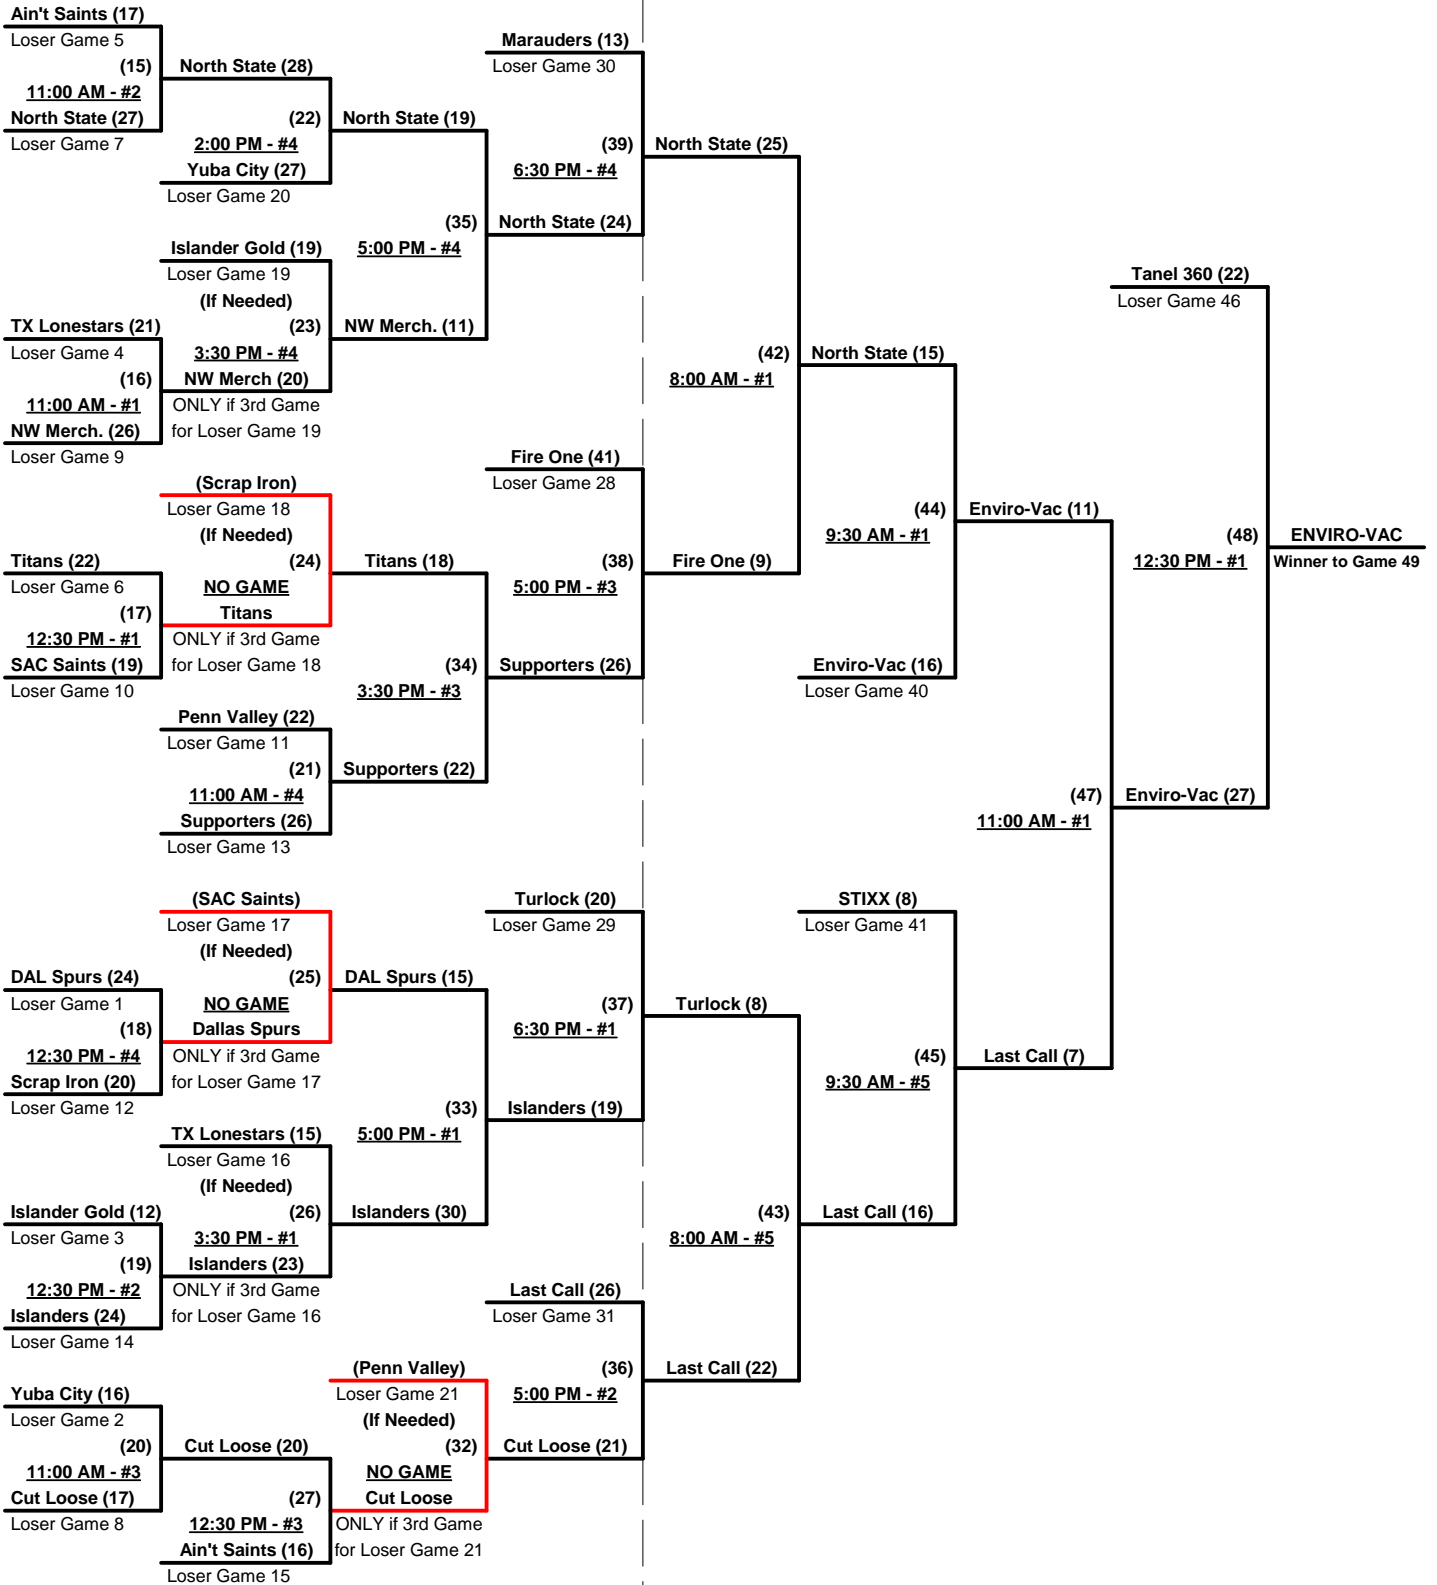 Ain't Saints (17)
Loser Game 5
(15)
11:00 AM - #2
North State (27)
Loser Game 7
North State (28)
(22)
2:00 PM - #4
Yuba City (27)
Loser Game 20
North State (19)
Islander Gold (19)
Loser Game 19
(If Needed)
(23)
3:30 PM - #4
NW Merch (20)
ONLY if 3rd Game
for Loser Game 19
TX Lonestars (21)
Loser Game 4
(16)
11:00 AM - #1
NW Merch. (26)
Loser Game 9
NW Merch. (11)
(35)
5:00 PM - #4
Marauders (13)
Loser Game 30
(39)
6:30 PM - #4
North State (24)
North State (25)
(Scrap Iron)
Loser Game 18
(If Needed)
(24)
NO GAME
Titans
ONLY if 3rd Game
for Loser Game 18
Titans (22)
Loser Game 6
(17)
12:30 PM - #1
SAC Saints (19)
Loser Game 10
Titans (18)
(34)
3:30 PM - #3
Penn Valley (22)
Loser Game 11
(21)
11:00 AM - #4
Supporters (26)
Loser Game 13
Supporters (22)
Fire One (41)
Loser Game 28
(38)
5:00 PM - #3
Supporters (26)
Fire One (9)
(42)
8:00 AM - #1
North State (15)
(44)
9:30 AM - #1
Enviro-Vac (16)
Loser Game 40
Enviro-Vac (11)
(47)
11:00 AM - #1
Tanel 360 (22)
Loser Game 46
(48)
12:30 PM - #1
Enviro-Vac (27)
ENVIRO-VAC
Winner to Game 49
(SAC Saints)
Loser Game 17
(If Needed)
(25)
NO GAME
Dallas Spurs
ONLY if 3rd Game
for Loser Game 17
DAL Spurs (24)
Loser Game 1
(18)
12:30 PM - #4
Scrap Iron (20)
Loser Game 12
DAL Spurs (15)
(33)
5:00 PM - #1
TX Lonestars (15)
Loser Game 16
(If Needed)
(26)
3:30 PM - #1
Islanders (23)
ONLY if 3rd Game
for Loser Game 16
Islander Gold (12)
Loser Game 3
(19)
12:30 PM - #2
Islanders (24)
Loser Game 14
Islanders (30)
Turlock (20)
Loser Game 29
(37)
6:30 PM - #1
Islanders (19)
Turlock (8)
(43)
8:00 AM - #5
STIXX (8)
Loser Game 41
(45)
9:30 AM - #5
Last Call (16)
Last Call (7)
Last Call (26)
Loser Game 31
(36)
5:00 PM - #2
Last Call (22)
(Penn Valley)
Loser Game 21
(If Needed)
(32)
NO GAME
Cut Loose
ONLY if 3rd Game
for Loser Game 21
Cut Loose (21)
Yuba City (16)
Loser Game 2
(20)
11:00 AM - #3
Cut Loose (17)
Loser Game 8
Cut Loose (20)
(27)
12:30 PM - #3
Ain't Saints (16)
Loser Game 15